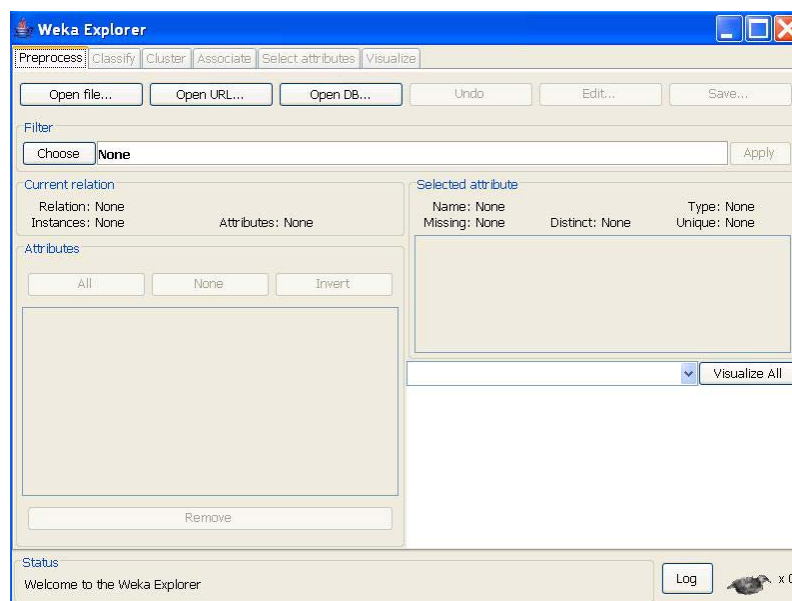 Weka Explorer
Preprocess Classify Cluster Associate Select attributes Visualize
Open file... Open URL... Open DB... Undo Edit... Save...
Filter
Choose None Apply
Current relation
Relation: None
Instances: None Attributes: None
Selected attribute
Name: None Type: None
Missing: None Distinct: None Unique: None
Attributes
All None Invert
Visualize All
Remove
Status
Welcome to the Weka Explorer
Log x 0